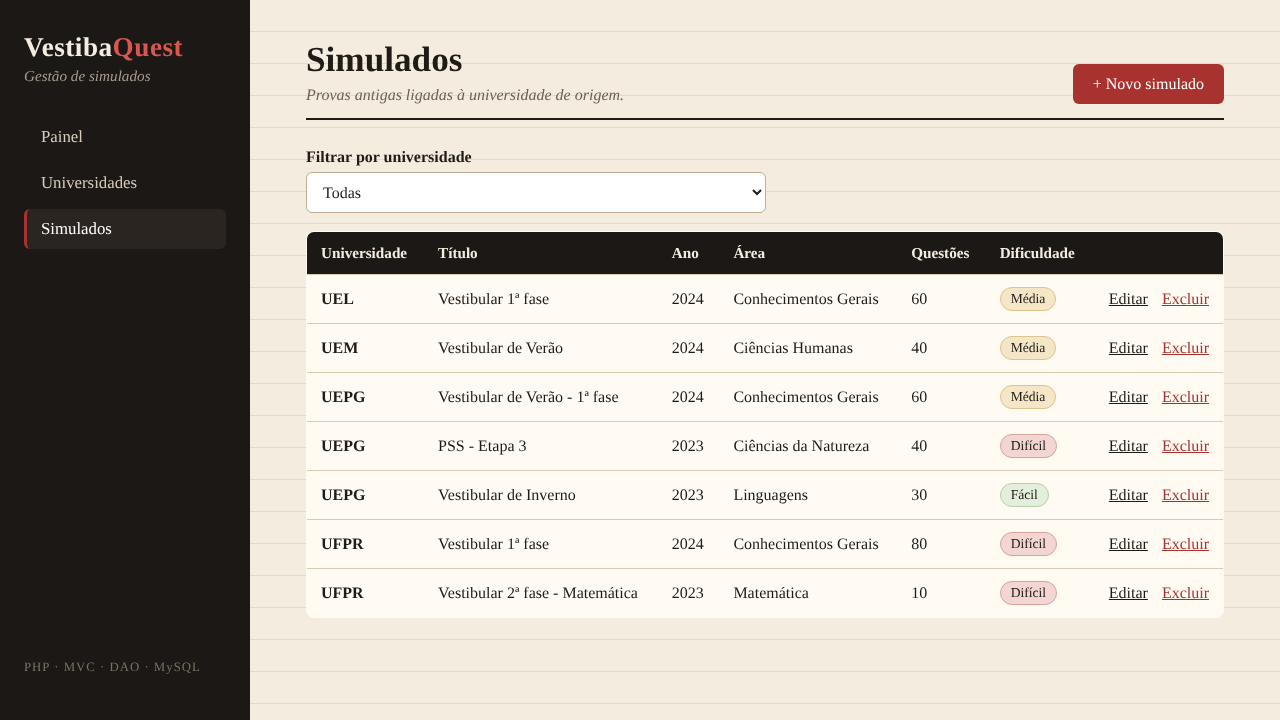 VestibaQuest
Gestão de simulados
Painel
Universidades
Simulados
PHP · MVC · DAO · MySQL
Simulados
Provas antigas ligadas à universidade de origem.
+ Novo simulado
Filtrar por universidade
Todas
Universidade Título Ano Área Questões Dificuldade
UEL Vestibular 1ª fase 2024 Conhecimentos Gerais 60 Média Editar Excluir
UEM Vestibular de Verão 2024 Ciências Humanas 40 Média Editar Excluir
UEPG Vestibular de Verão - 1ª fase 2024 Conhecimentos Gerais 60 Média Editar Excluir
UEPG PSS - Etapa 3 2023 Ciências da Natureza 40 Difícil Editar Excluir
UEPG Vestibular de Inverno 2023 Linguagens 30 Fácil Editar Excluir
UFPR Vestibular 1ª fase 2024 Conhecimentos Gerais 80 Difícil Editar Excluir
UFPR Vestibular 2ª fase - Matemática 2023 Matemática 10 Difícil Editar Excluir